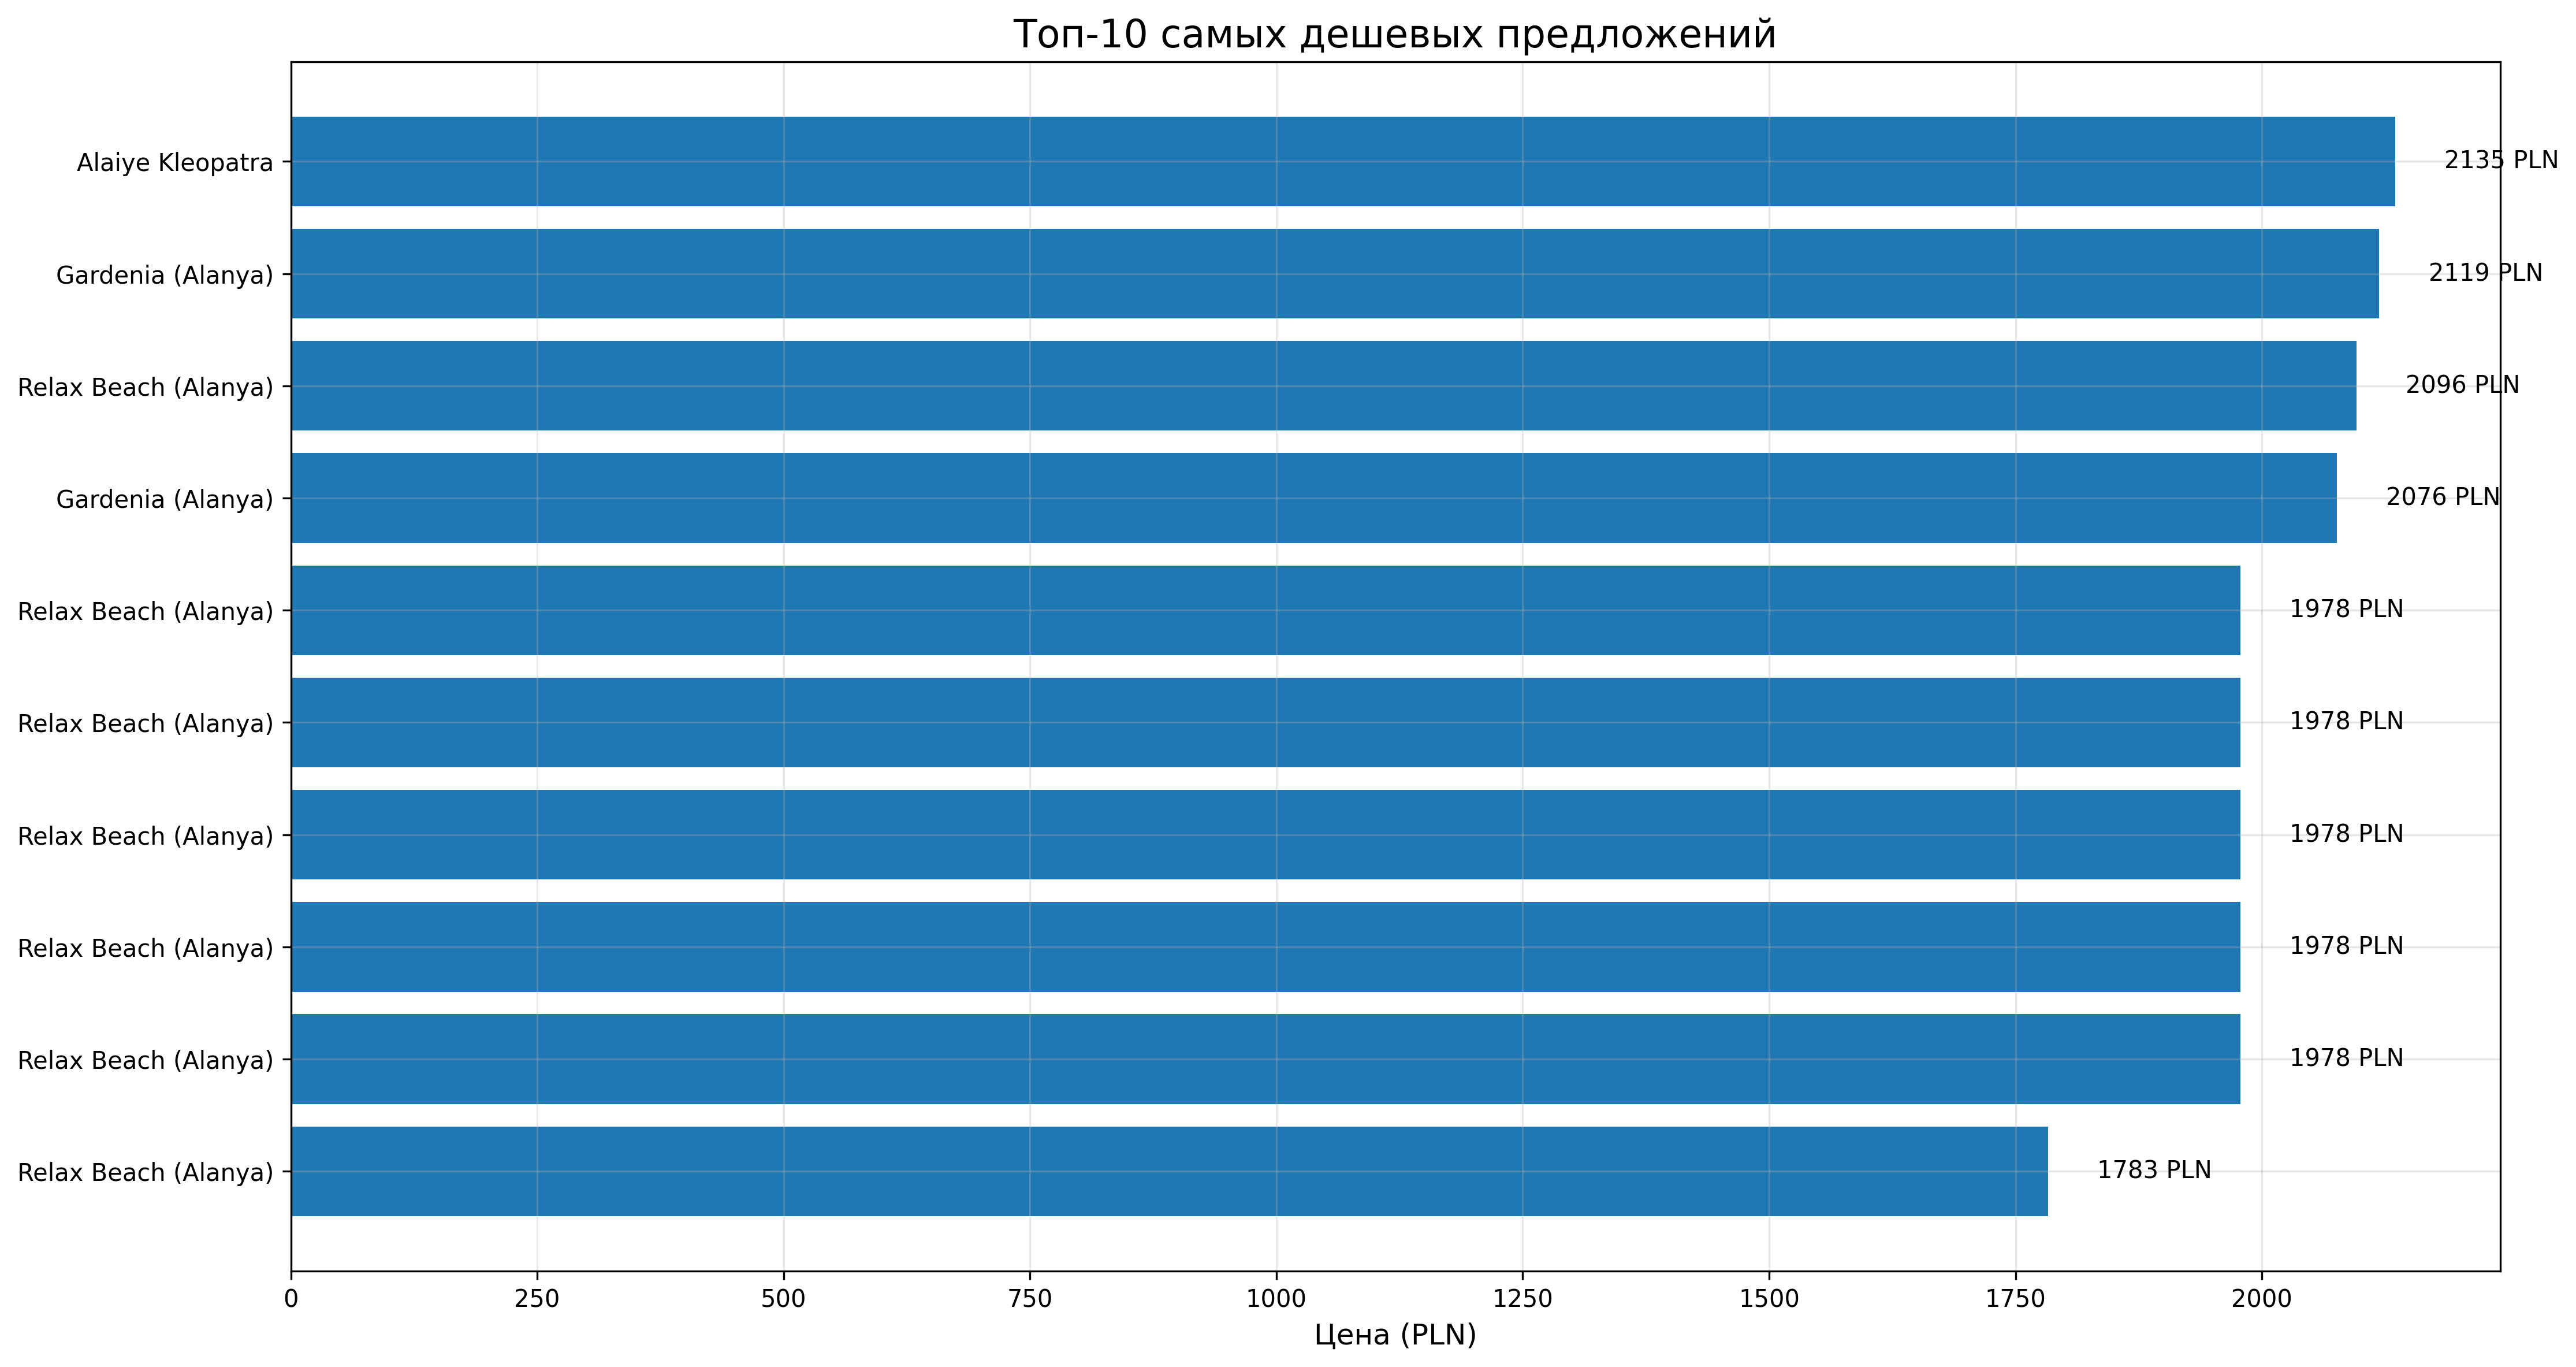 Топ-10 самых дешевых предложений
Alaiye Kleopatra
2135 PLN
Gardenia (Alanya)
2119 PLN
Relax Beach (Alanya)
2096 PLN
Gardenia (Alanya)
2076 PLN
Relax Beach (Alanya)
1978 PLN
Relax Beach (Alanya)
1978 PLN
Relax Beach (Alanya)
1978 PLN
Relax Beach (Alanya)
1978 PLN
Relax Beach (Alanya)
1978 PLN
Relax Beach (Alanya)
1783 PLN
0 250 500 750 1000 1250 1500 1750 2000
Цена (PLN)